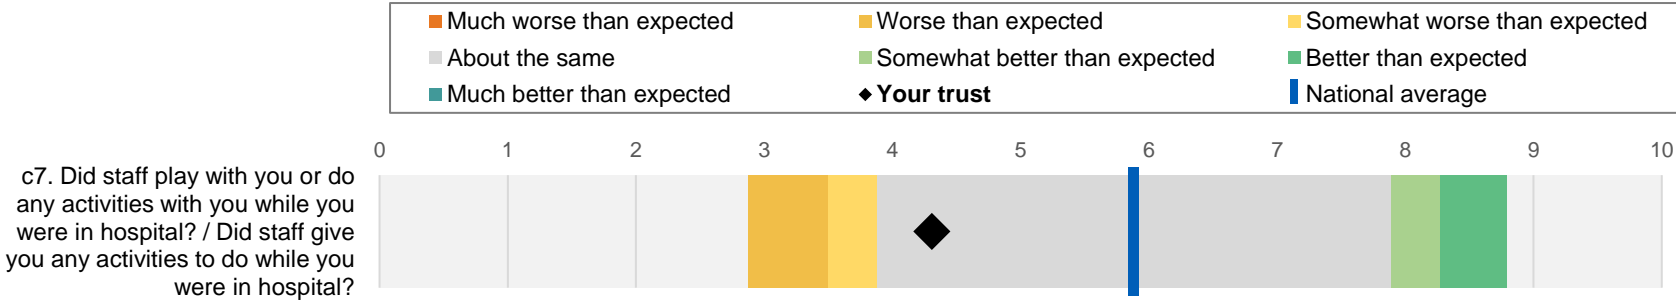 Much worse than expected
Worse than expected
Somewhat worse than expected
About the same
Somewhat better than expected
Better than expected
Much better than expected
Your trust
National average
0 1 2 3 4 5 6 7 8 9 10
c7. Did staff play with you or do
any activities with you while you
were in hospital? / Did staff give
you any activities to do while you
were in hospital?